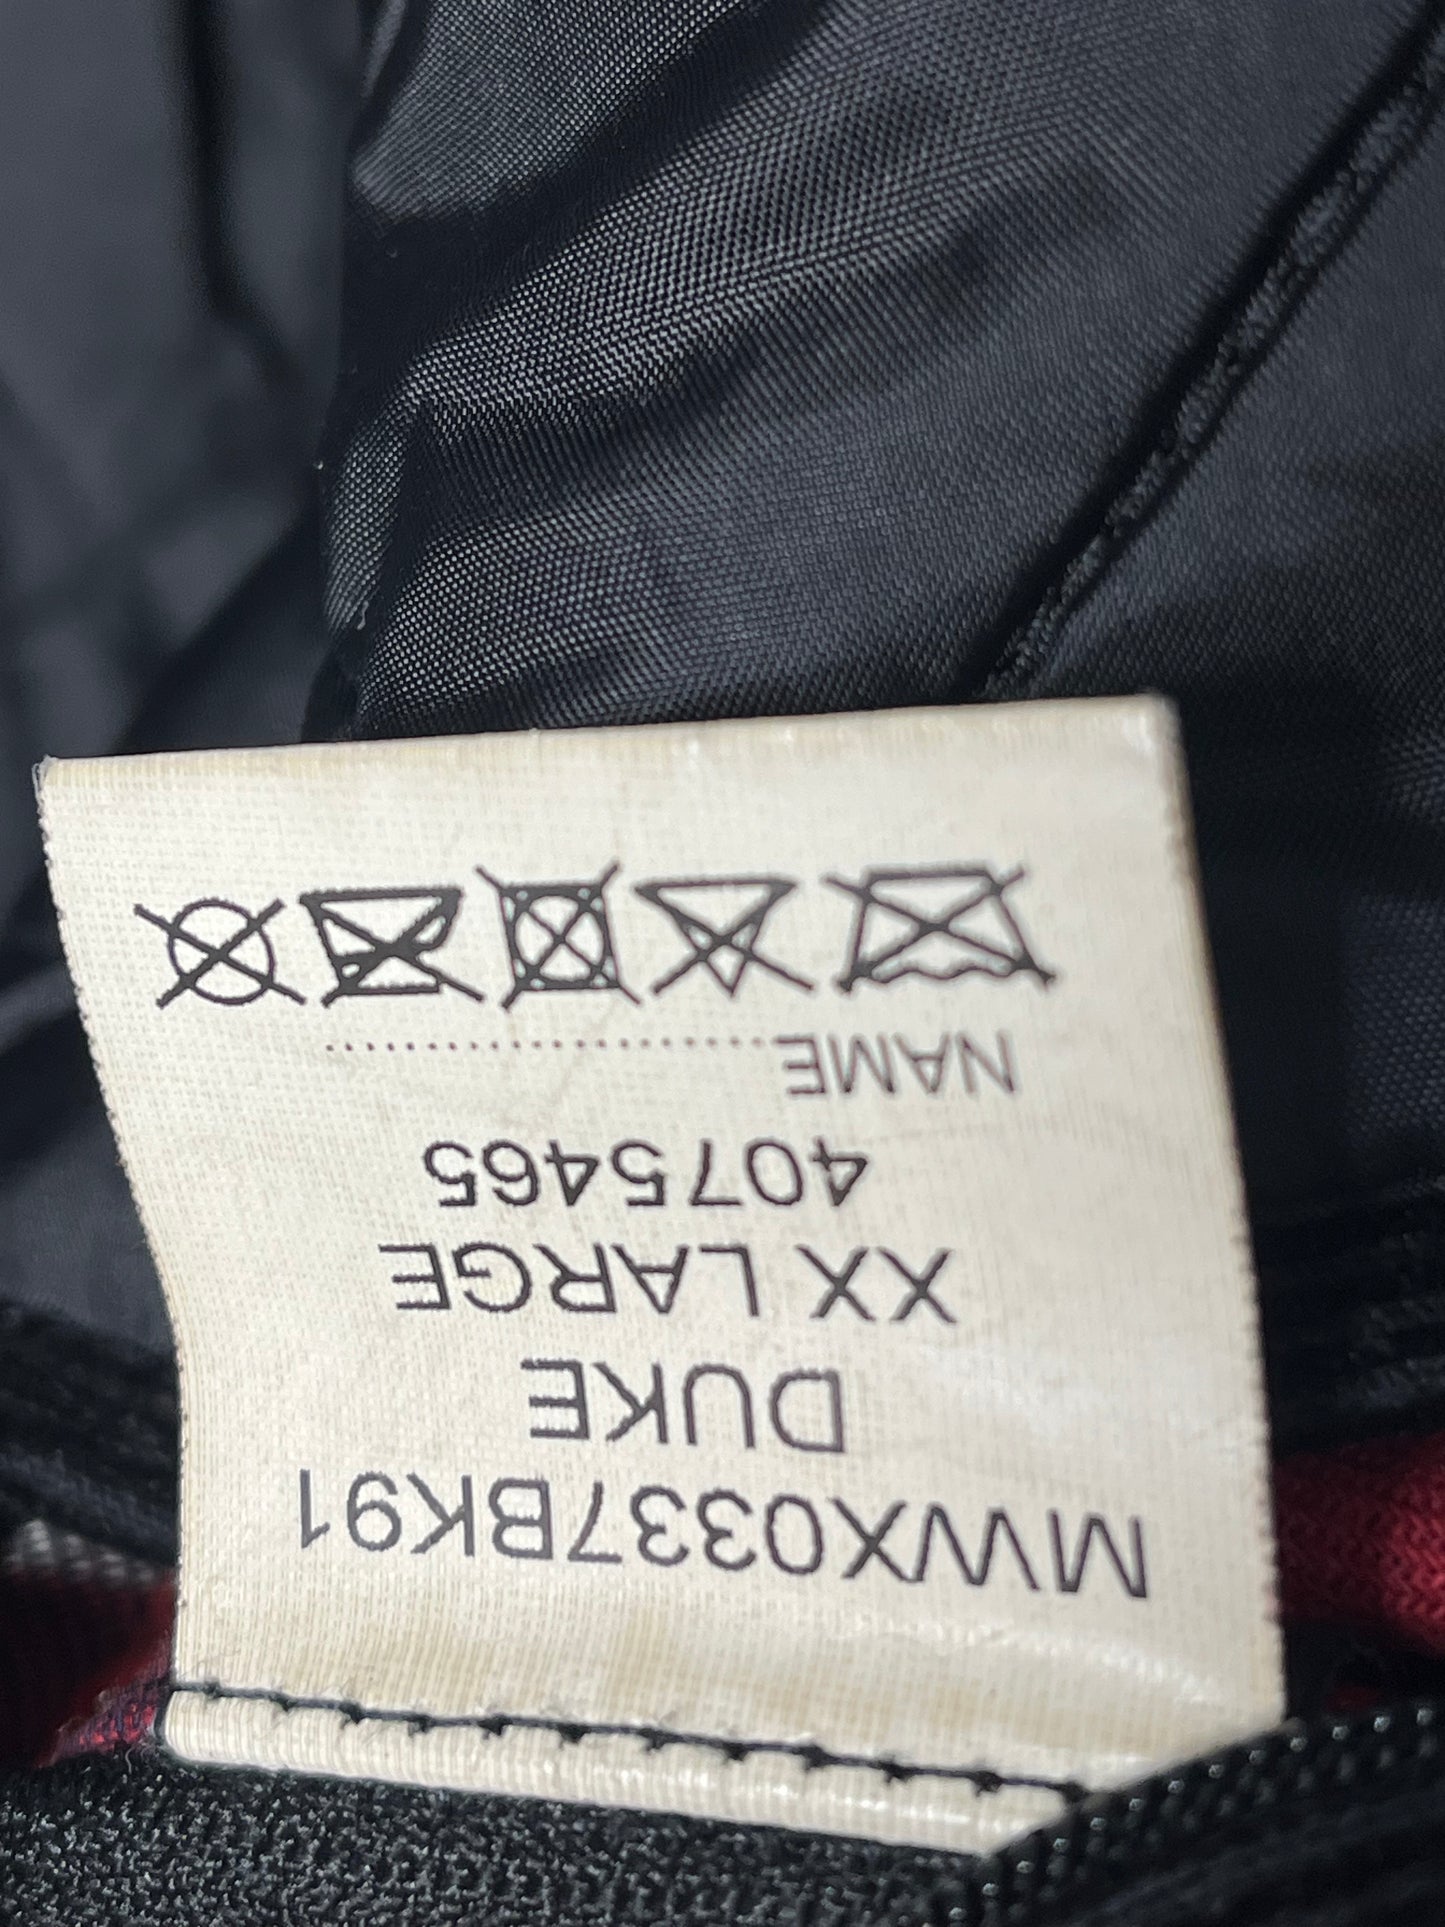 MWX0337BK91
DUKE
XX LARGE
4075465
NAME......................